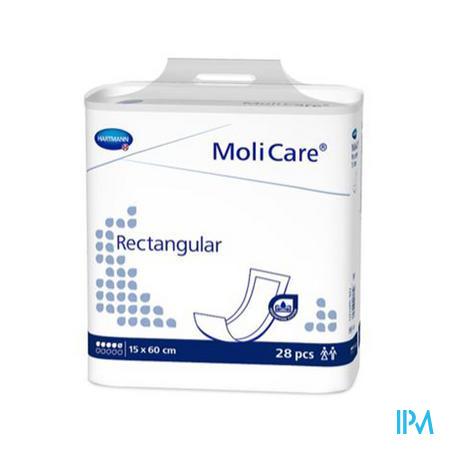 HARTMANN
MoliCare®
Rectangular
15 x 60 cm
28 pcs
IPM